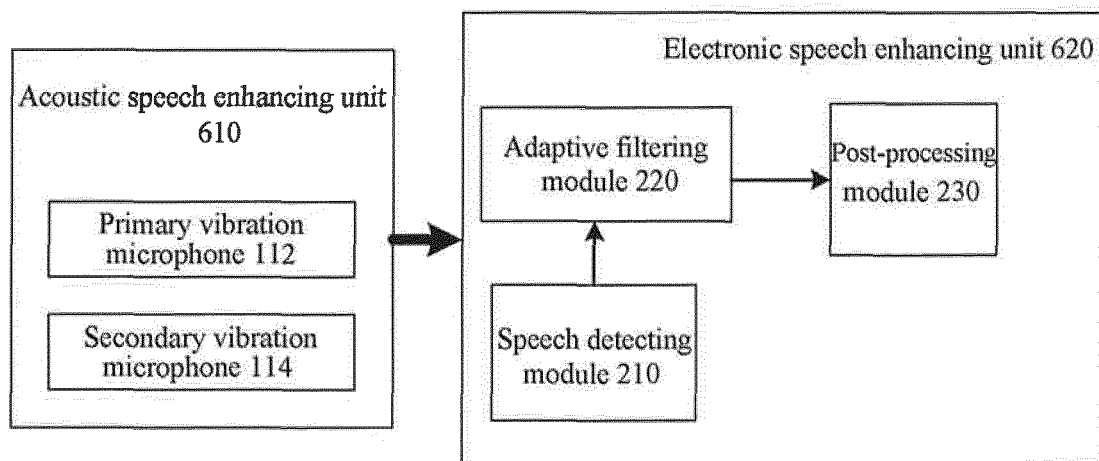 Acoustic speech enhancing unit
610
Primary vibration
microphone 112
Secondary vibration
microphone 114
Electronic speech enhancing unit 620
Adaptive filtering
module 220
Post-processing
module 230
Speech detecting
module 210